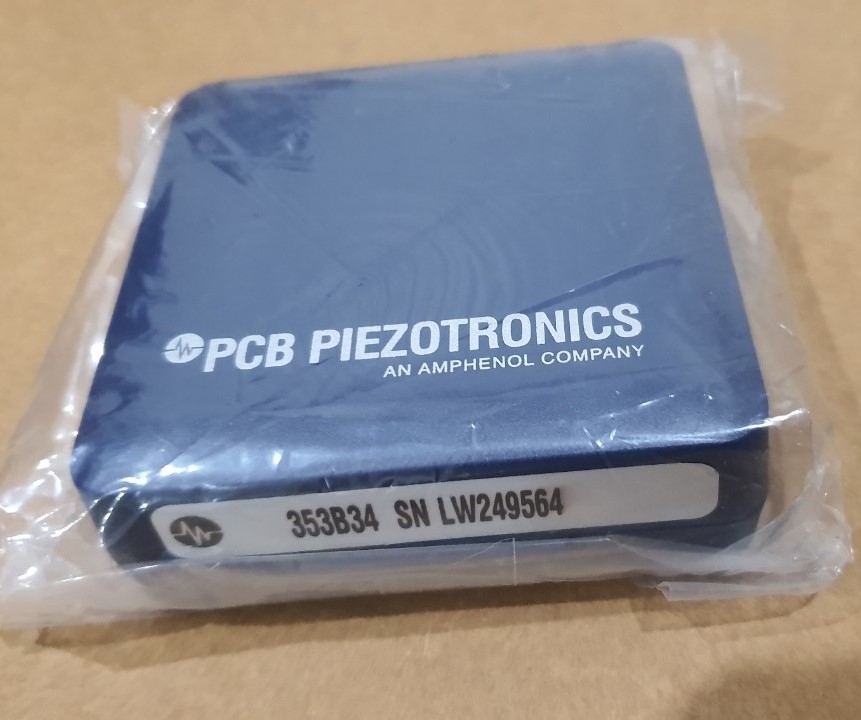 PCB PIEZOTRONICS
AN AMPHENOL COMPANY
353B34 SN LW249564